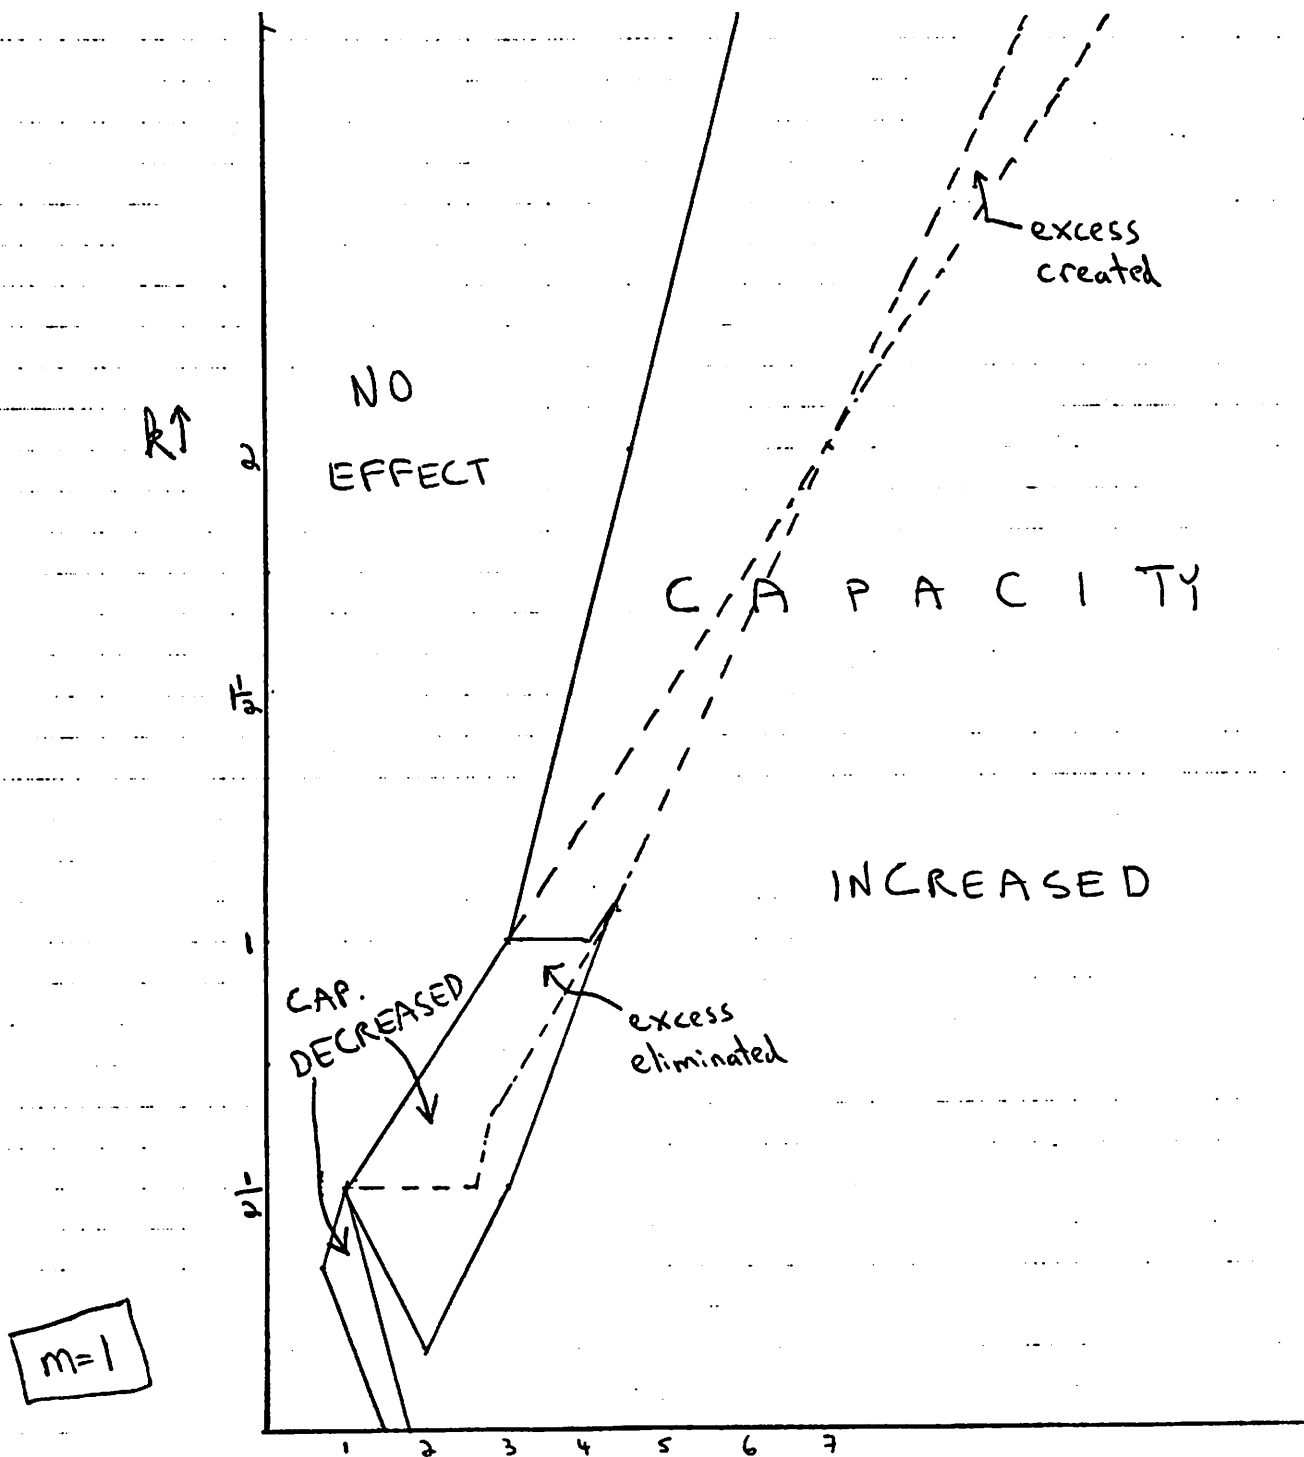 excess
created
NO
EFFECT
k↑
2
CAPACITY
1½
INCREASED
1
CAP.
DECREASED
excess
eliminated
½
m=1
1 2 3 4 5 6 7